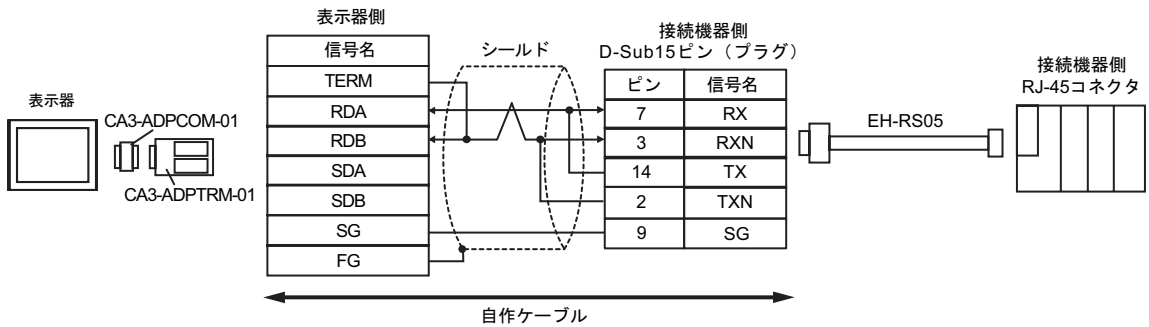 表示器
CA3-ADPCOM-01
CA3-ADPTRM-01
表示器側
信号名
TERM
RDA
RDB
SDA
SDB
SG
FG
シールド
接続機器側
D-Sub15ピン（プラグ）
ピン 信号名
7 RX
3 RXN
14 TX
2 TXN
9 SG
EH-RS05
接続機器側
RJ-45コネクタ
自作ケーブル